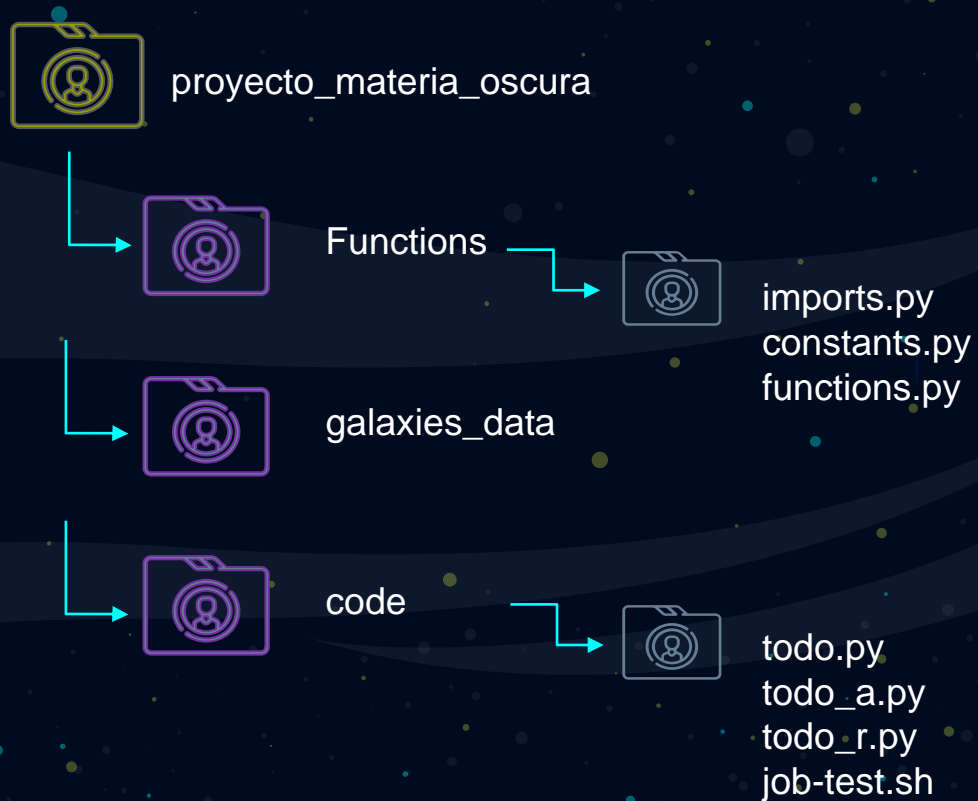 proyecto_materia_oscura
Functions
imports.py
constants.py
functions.py
galaxies_data
code
todo.py
todo_a.py
todo_r.py
job-test.sh